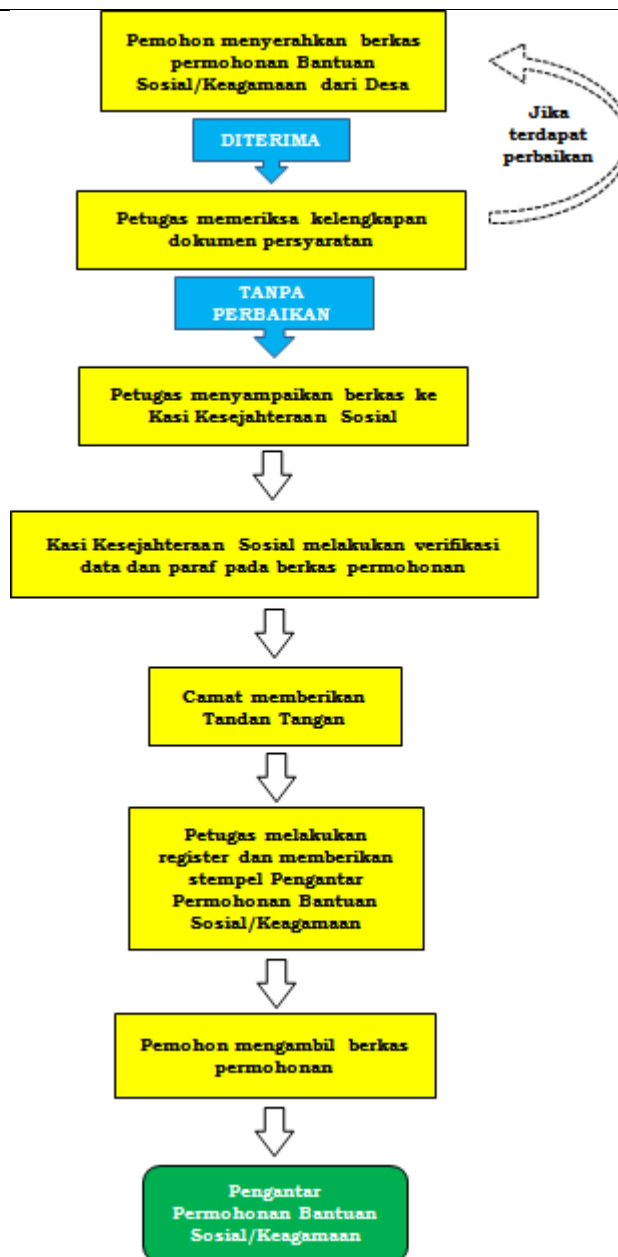 Pemohon menyerahkan berkas
permohonan Bantuan
Sosial/Keagamaan dari Desa
Jika
terdapat
perbaikan
DITERIMA
Petugas memeriksa kelengkapan
dokumen persyaratan
TANPA
PERBAIKAN
Petugas menyampaikan berkas ke
Kasi Kesejahteraan Sosial
Kasi Kesejahteraan Sosial melakukan verifikasi
data dan paraf pada berkas permohonan
Camat memberikan
Tandan Tangan
Petugas melakukan
register dan memberikan
stempel Pengantar
Permohonan Bantuan
Sosial/Keagamaan
Pemohon mengambil berkas
permohonan
Pengantar
Permohonan Bantuan
Sosial/Keagamaan